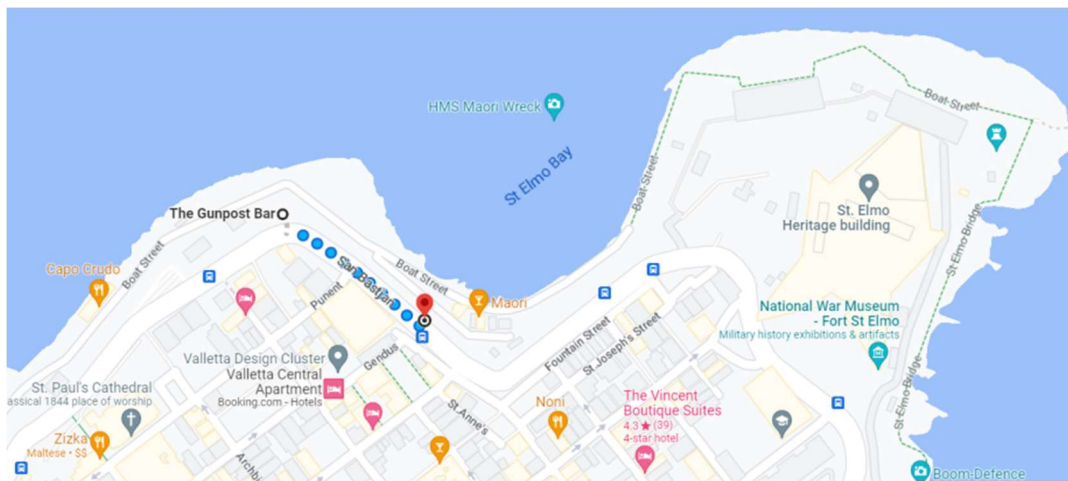 HMS Maori Wreck
Boat Street
St Elmo Bay
Boat Street
St. Elmo
Heritage building
St Elmo Bridge
The Gunpost Bar
Capo Crudo
Boat Street
San Bastjan
Boat Street
Maori
Punent
National War Museum
- Fort St Elmo
Military history exhibitions & artifacts
Valletta Design Cluster
Valletta Central
Apartment
Booking.com - Hotels
Gendus
Fountain Street
St Joseph's Street
St. Paul's Cathedral
assical 1844 place of worship
St Anne's
Noni
The Vincent
Boutique Suites
4.3 ★ (39)
4-star hotel
St Elmo Bridge
Zizka
Maltese • $$
Archbi
Boom-Defence